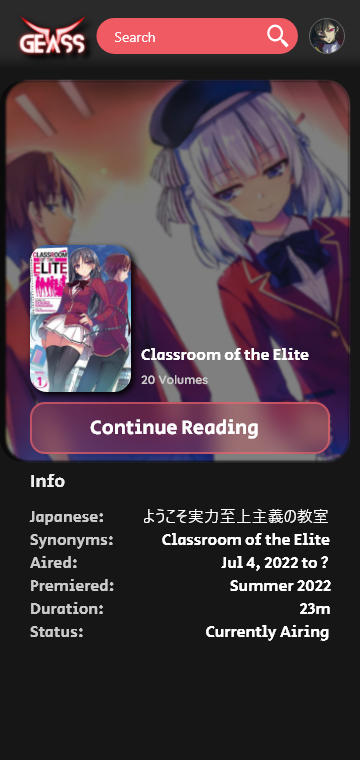 GEASS
Search
CLASSROOM
OF THE
ELITE
1
Classroom of the Elite
20 Volumes
Continue Reading
Info
Japanese: ようこそ実力至上主義の教室
Synonyms: Classroom of the Elite
Aired: Jul 4, 2022 to ?
Premiered: Summer 2022
Duration: 23m
Status: Currently Airing